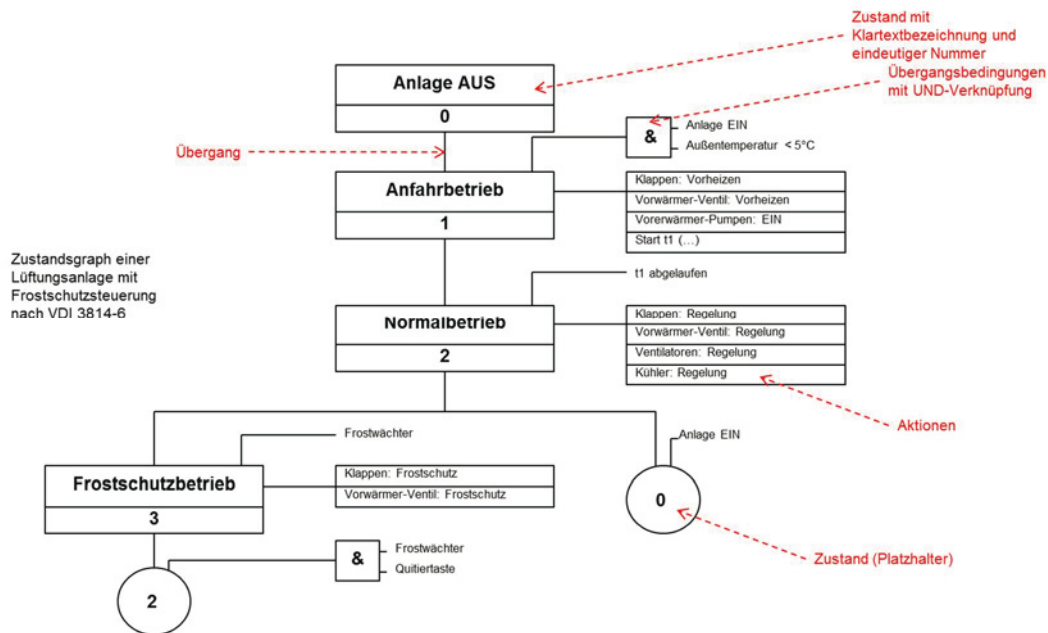 Zustand mit
Klartextbezeichnung und
eindeutiger Nummer
Anlage AUS
0
Übergangsbedingungen
mit UND-Verknüpfung
Übergang
&
Anlage EIN
Außentemperatur < 5°C
Anfahrbetrieb
1
Klappen: Vorheizen
Vorwärmer-Ventil: Vorheizen
Vorerwärmer-Pumpen: EIN
Start t1 (...)
Zustandsgraph einer
Lüftungsanlage mit
Frostschutzsteuerung
nach VDI 3814-6
t1 abgelaufen
Normalbetrieb
2
Klappen: Regelung
Vorwärmer-Ventil: Regelung
Ventilatoren: Regelung
Kühler: Regelung
Aktionen
Frostwächter
Anlage EIN
Frostschutzbetrieb
3
Klappen: Frostschutz
Vorwärmer-Ventil: Frostschutz
0
Zustand (Platzhalter)
&
Frostwächter
Quitiertaste
2